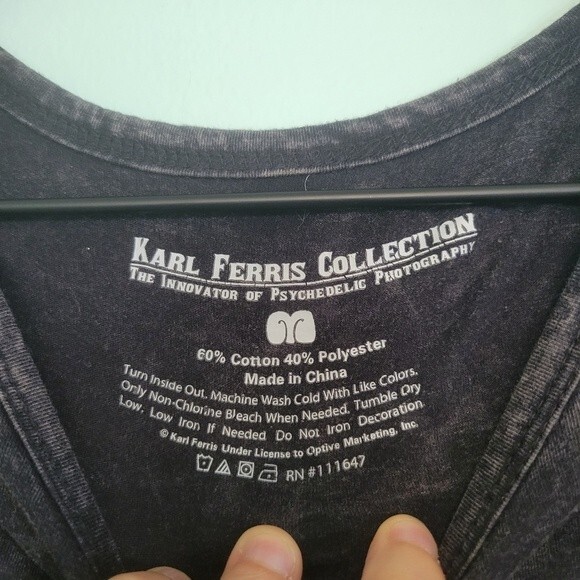 KARL FERRIS COLLECTION
THE INNOVATOR OF PSYCHEDELIC PHOTOGRAPHY
60% Cotton 40% Polyester
Made in China
Turn Inside Out. Machine Wash Cold With Like Colors.
Only Non-Chlorine Bleach When Needed. Tumble Dry
Low, Low Iron If Needed Do Not Iron Decoration
© Karl Ferris Under License to Optive Marketing, Inc.
RN #111647